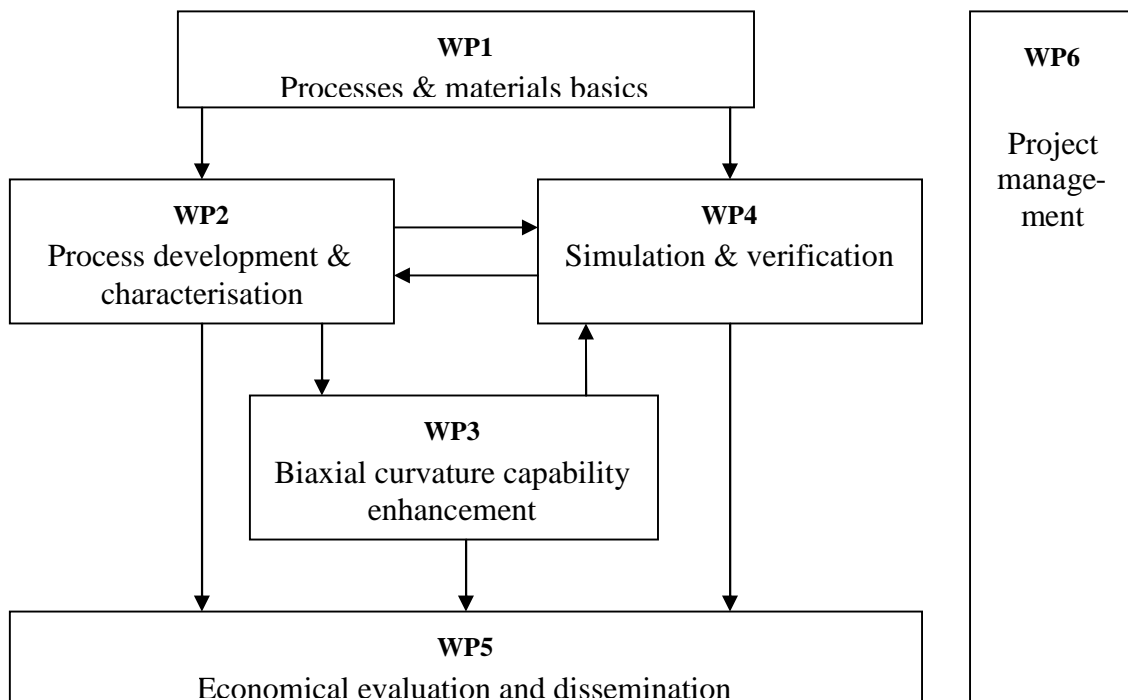 WP1
Processes & materials basics
WP6
Project
manage-
ment
WP2
Process development &
characterisation
WP4
Simulation & verification
WP3
Biaxial curvature capability
enhancement
WP5
Economical evaluation and dissemination